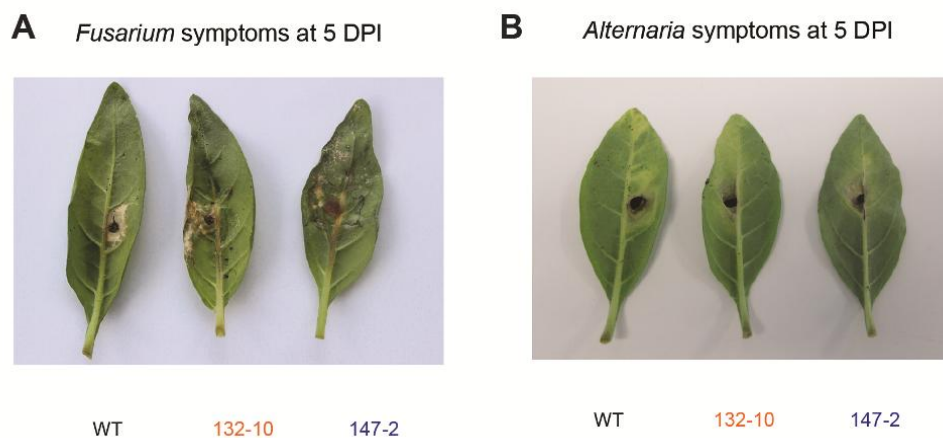 A Fusarium symptoms at 5 DPI
WT 132-10 147-2
B Alternaria symptoms at 5 DPI
WT 132-10 147-2